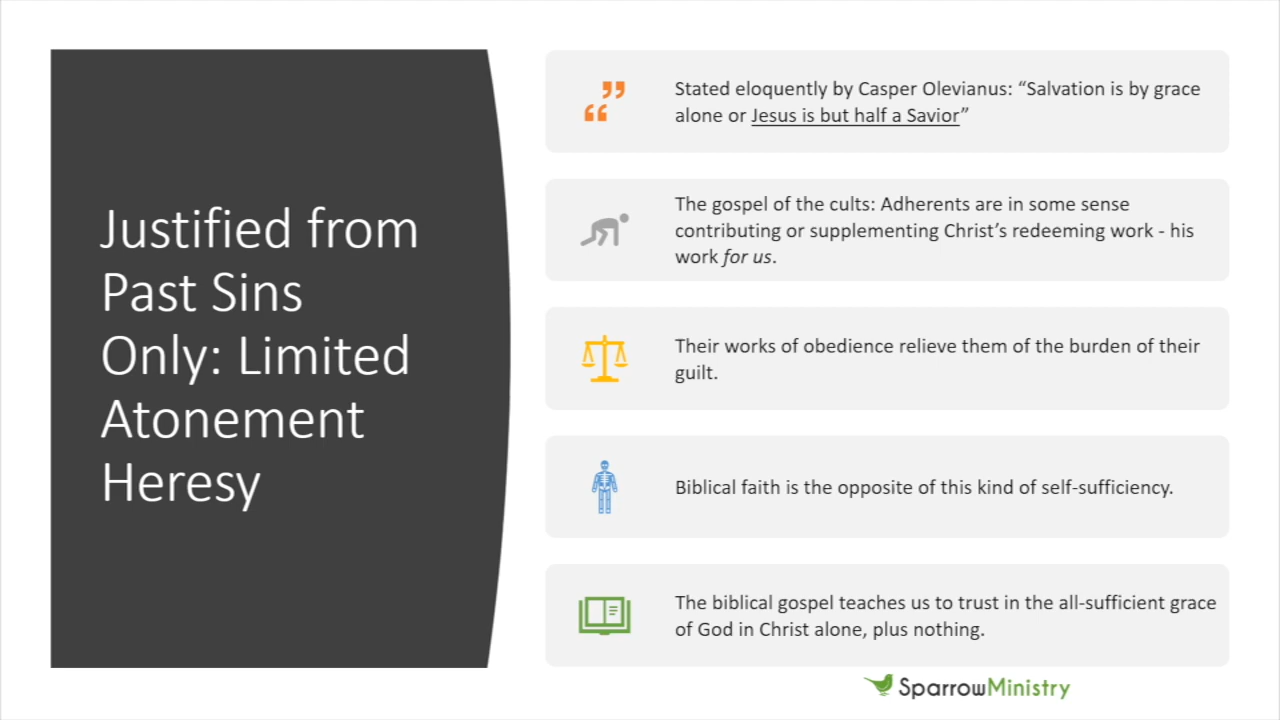 Justified from
Past Sins
Only: Limited
Atonement
Heresy
Stated eloquently by Casper Olevianus: “Salvation is by grace
alone or Jesus is but half a Savior”
The gospel of the cults: Adherents are in some sense
contributing or supplementing Christ’s redeeming work - his
work for us.
Their works of obedience relieve them of the burden of their
guilt.
Biblical faith is the opposite of this kind of self-sufficiency.
The biblical gospel teaches us to trust in the all-sufficient grace
of God in Christ alone, plus nothing.
SparrowMinistry